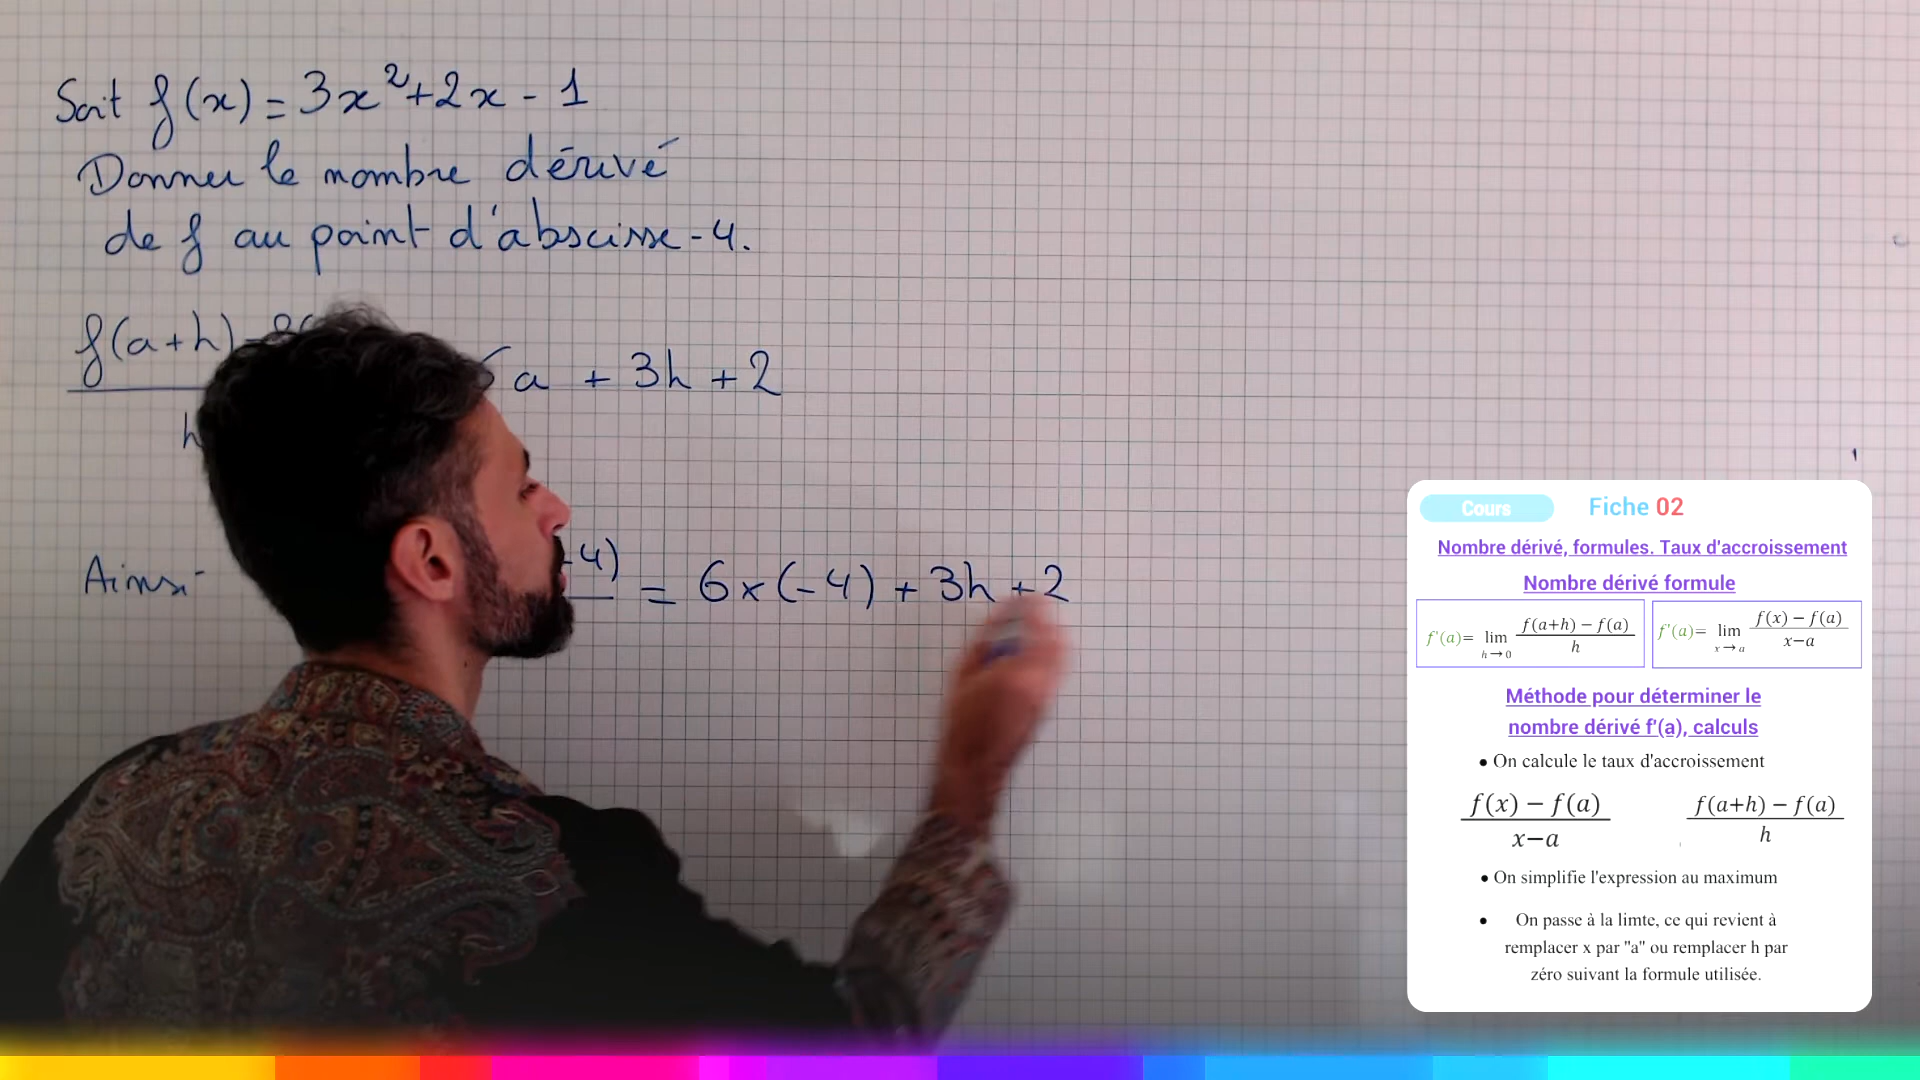 Soit f(x) = 3x² + 2x - 1
Donner le nombre dérivé
de f au point d'abscisse -4.
f(a+h) -
a + 3h + 2
h
Ainsi
-4)
= 6x(-4) + 3h + 2
Cours
Fiche 02
Nombre dérivé, formules. Taux d'accroissement
Nombre dérivé formule
f'(a)= lim h→0 f(a+h) − f(a) / h
f'(a)= lim x→a f(x) − f(a) / x−a
Méthode pour déterminer le
nombre dérivé f'(a), calculs
• On calcule le taux d'accroissement
f(x) − f(a) / x−a
f(a+h) − f(a) / h
• On simplifie l'expression au maximum
• On passe à la limte, ce qui revient à
remplacer x par "a" ou remplacer h par
zéro suivant la formule utilisée.